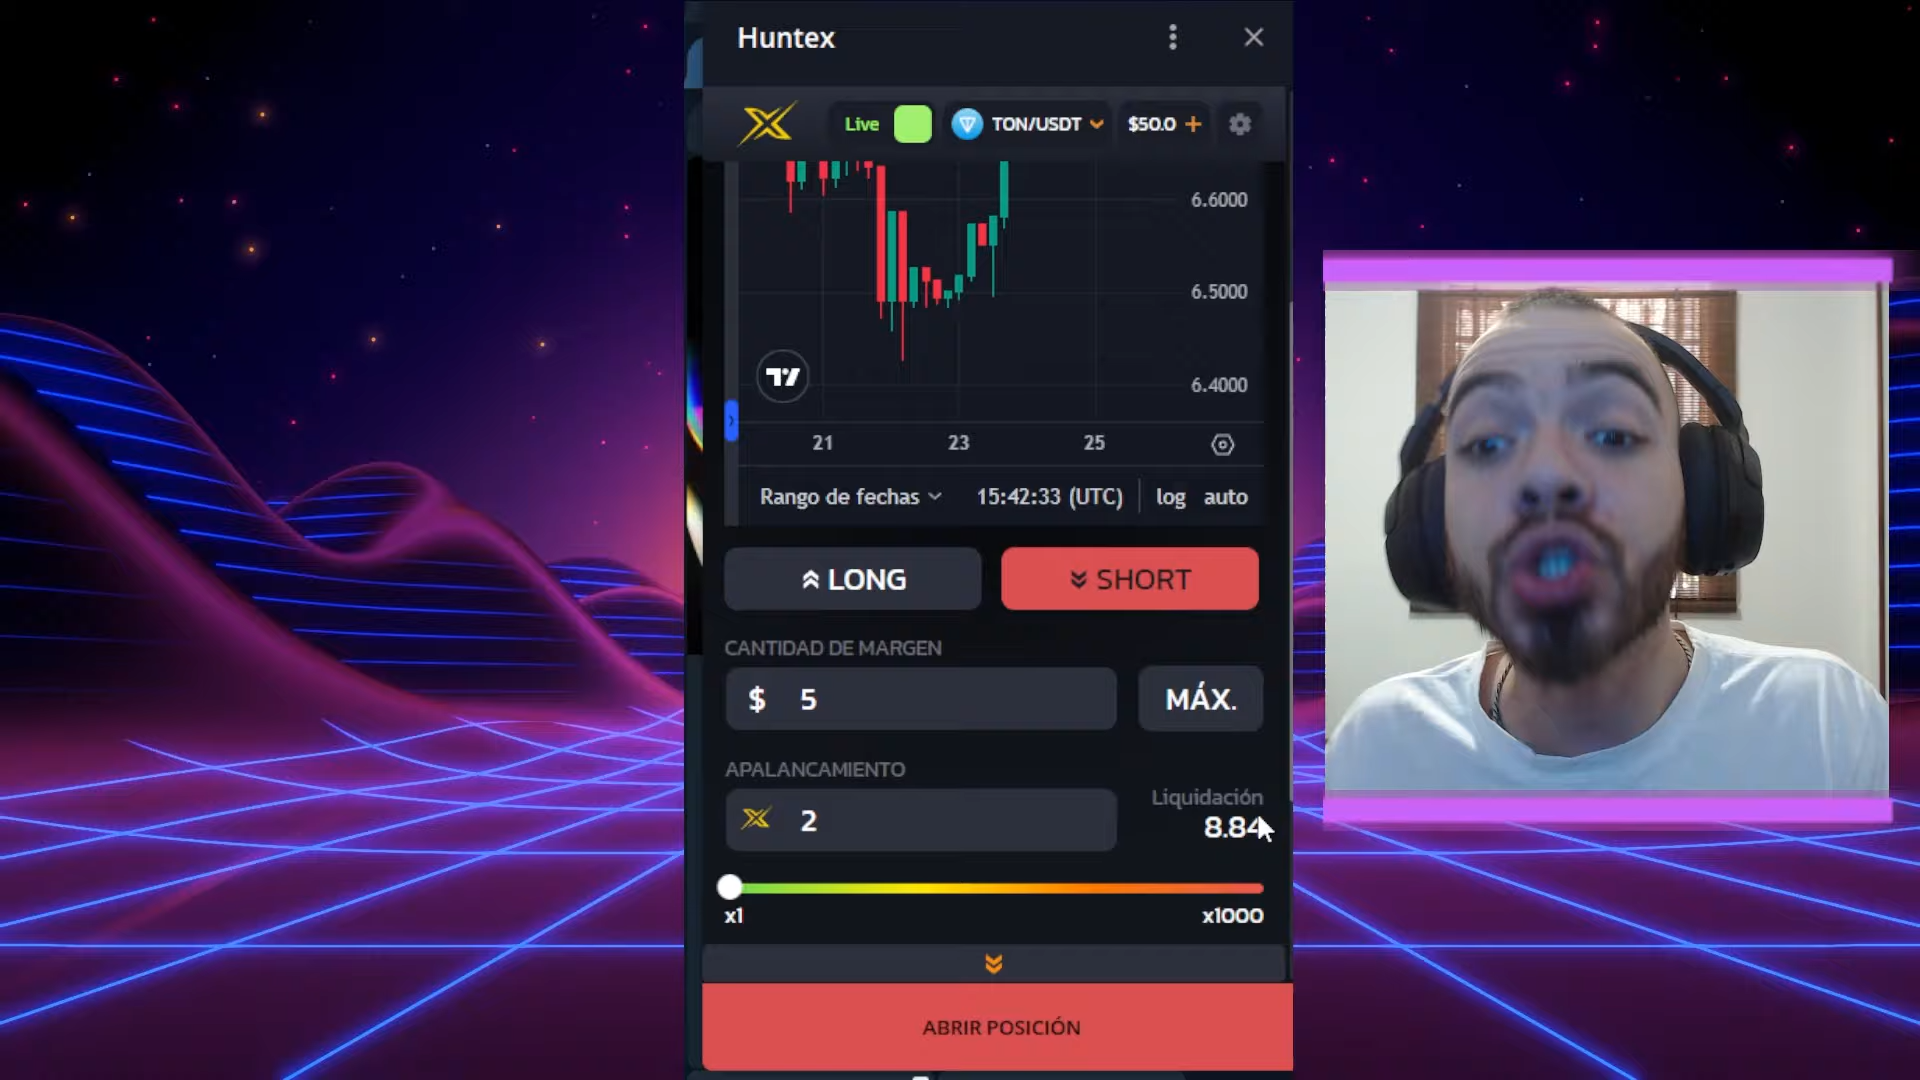 Huntex
Live
TON/USDT
$50.0 +
6.6000
6.5000
6.4000
21 23 25
Rango de fechas
15:42:33 (UTC)
log auto
LONG
SHORT
CANTIDAD DE MARGEN
$ 5
MÁX.
APALANCAMIENTO
2
Liquidación
8.84
x1
x1000
ABRIR POSICIÓN